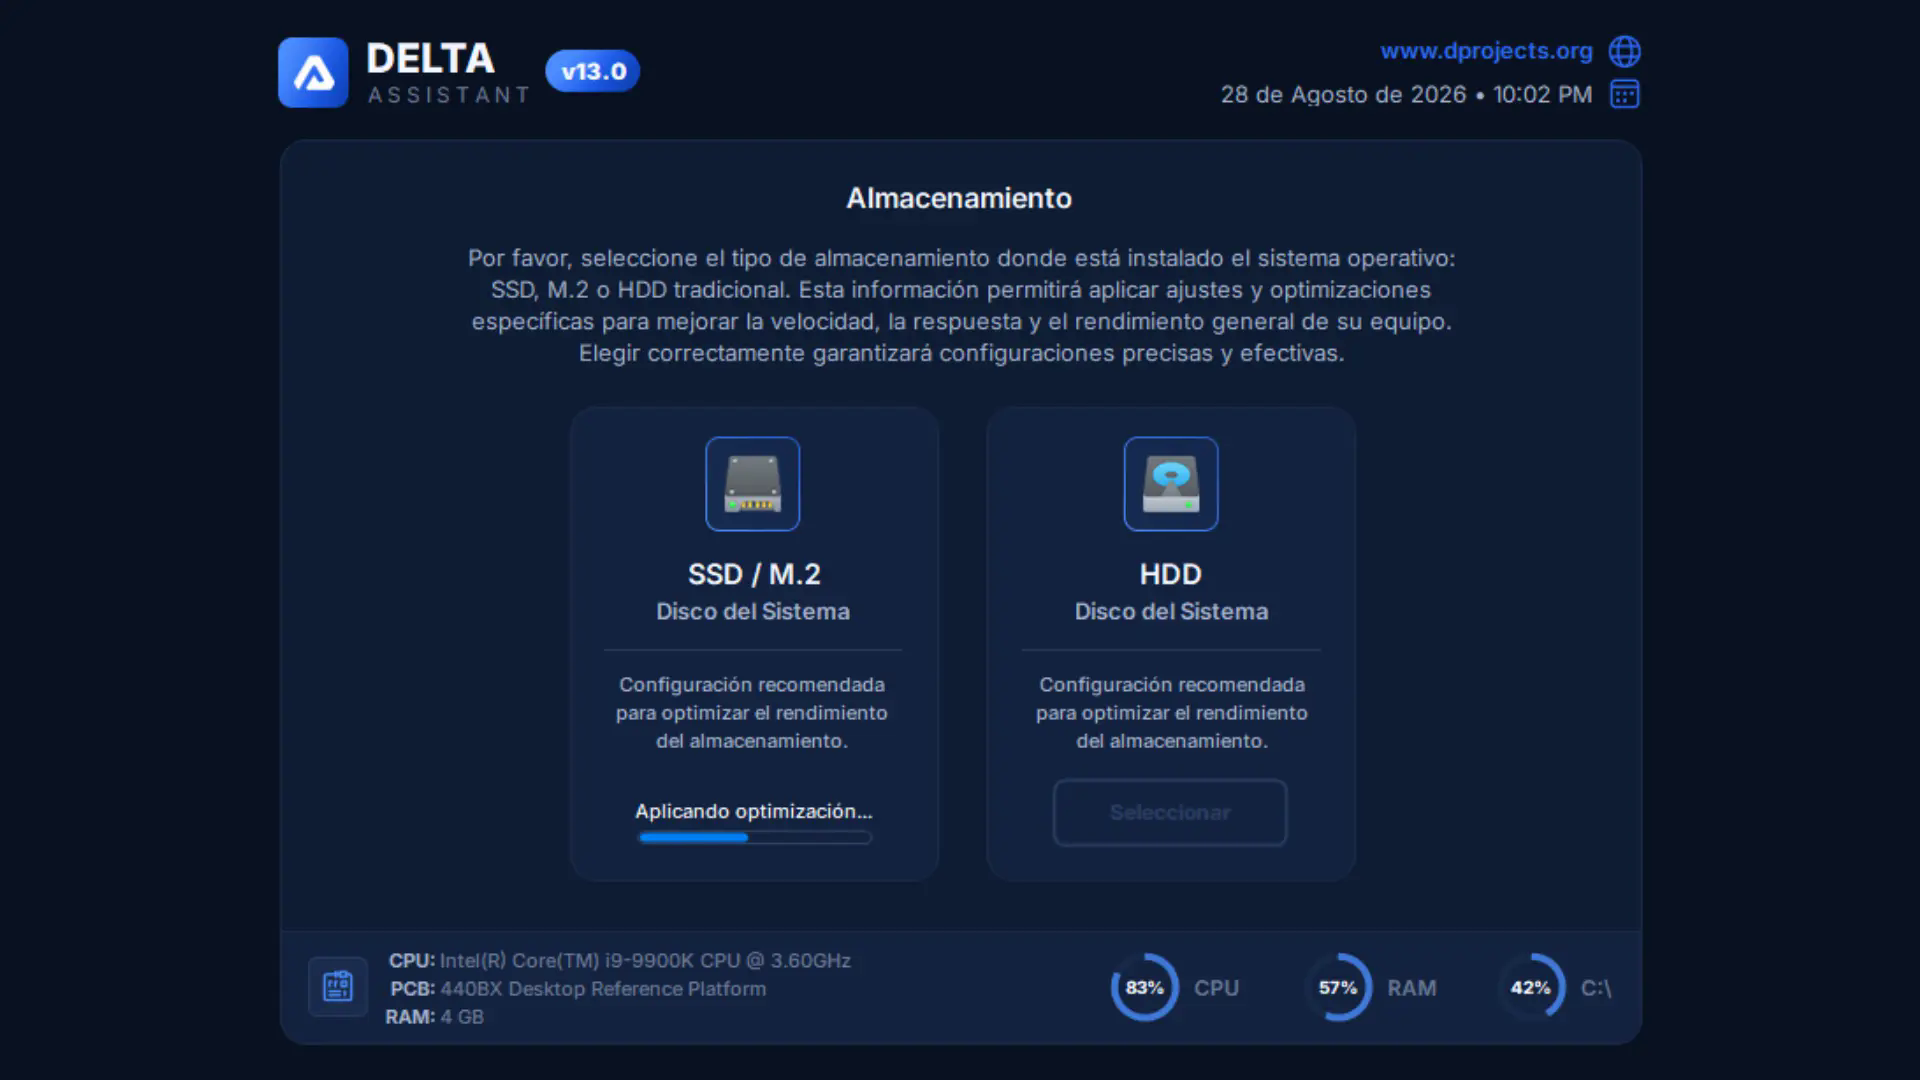 DELTA
ASSISTANT
v13.0
www.dprojects.org
28 de Agosto de 2026 • 10:02 PM
Almacenamiento
Por favor, seleccione el tipo de almacenamiento donde está instalado el sistema operativo:
SSD, M.2 o HDD tradicional. Esta información permitirá aplicar ajustes y optimizaciones
específicas para mejorar la velocidad, la respuesta y el rendimiento general de su equipo.
Elegir correctamente garantizará configuraciones precisas y efectivas.
SSD / M.2
Disco del Sistema
Configuración recomendada
para optimizar el rendimiento
del almacenamiento.
Aplicando optimización...
HDD
Disco del Sistema
Configuración recomendada
para optimizar el rendimiento
del almacenamiento.
Seleccionar
CPU: Intel(R) Core(TM) i9-9900K CPU @ 3.60GHz
PCB: 440BX Desktop Reference Platform
RAM: 4 GB
83% CPU
57% RAM
42% C:\